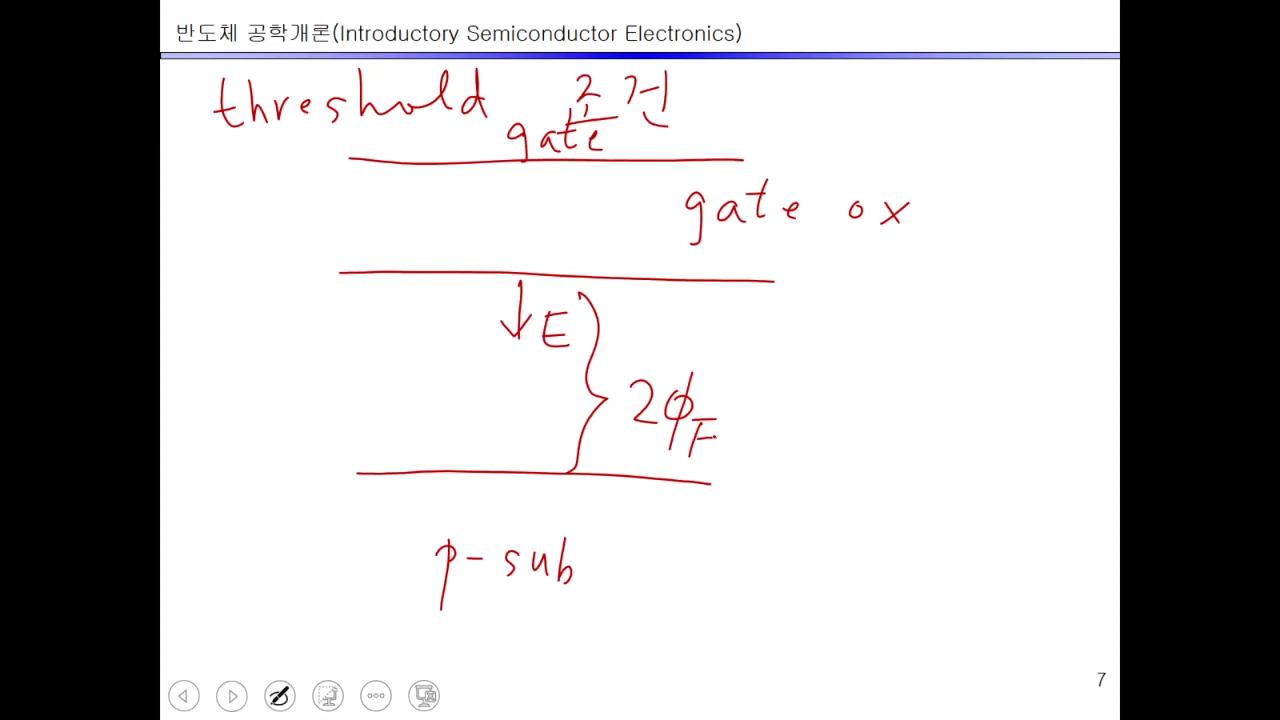 반도체 공학개론(Introductory Semiconductor Electronics)
threshold 조건
gate
gate ox
E
2ϕF
p-sub
7